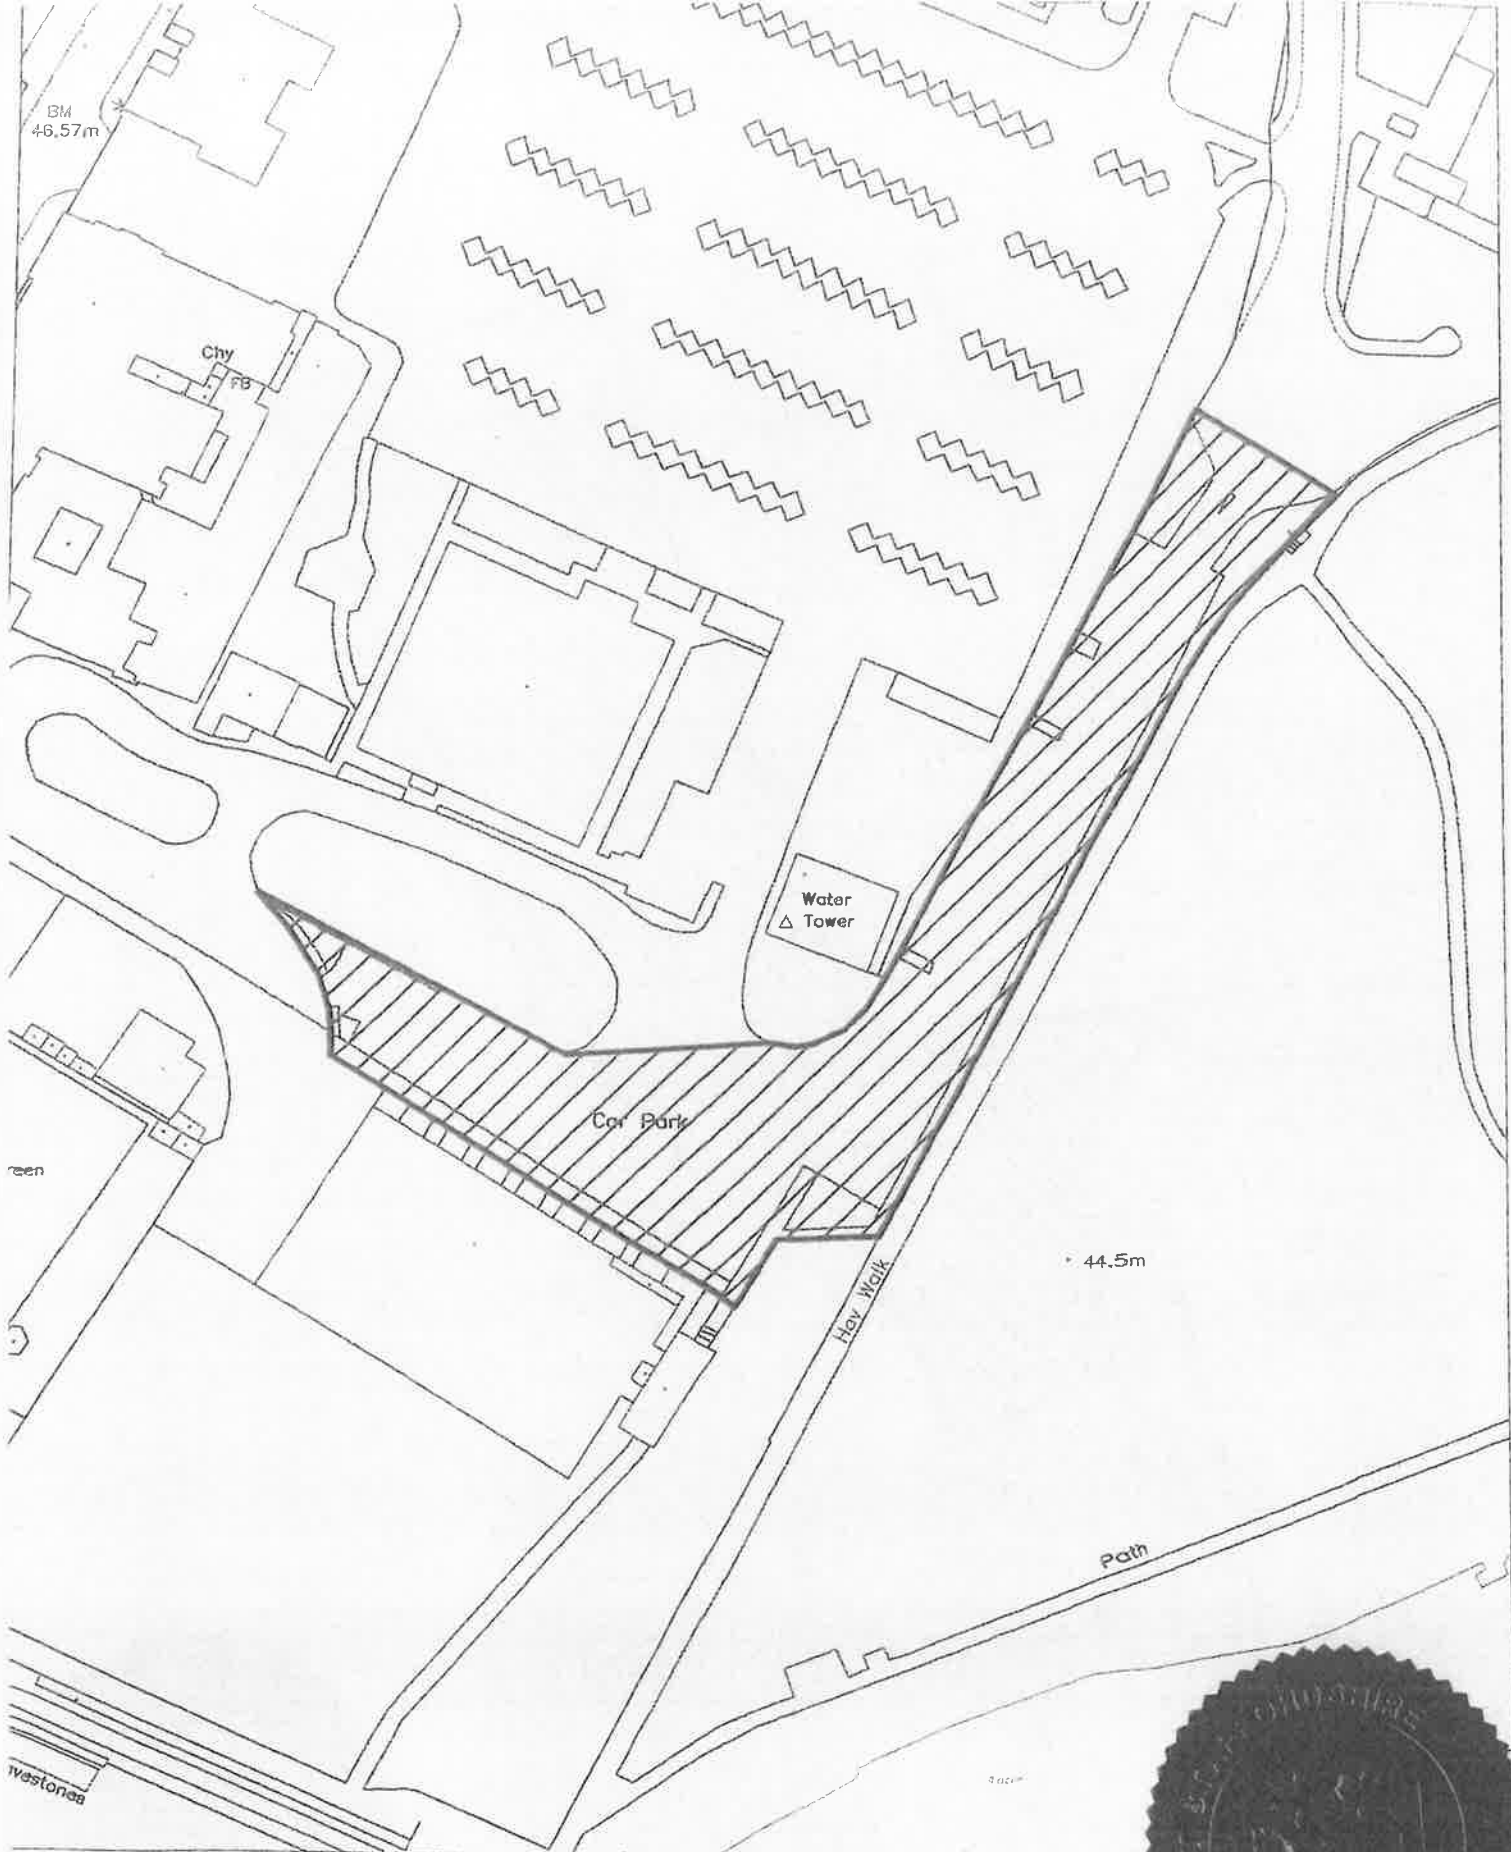 BM
46.57m
Chy
FB
Water
Tower
Car Park
reen
44.5m
Hay Walk
Path
vestones